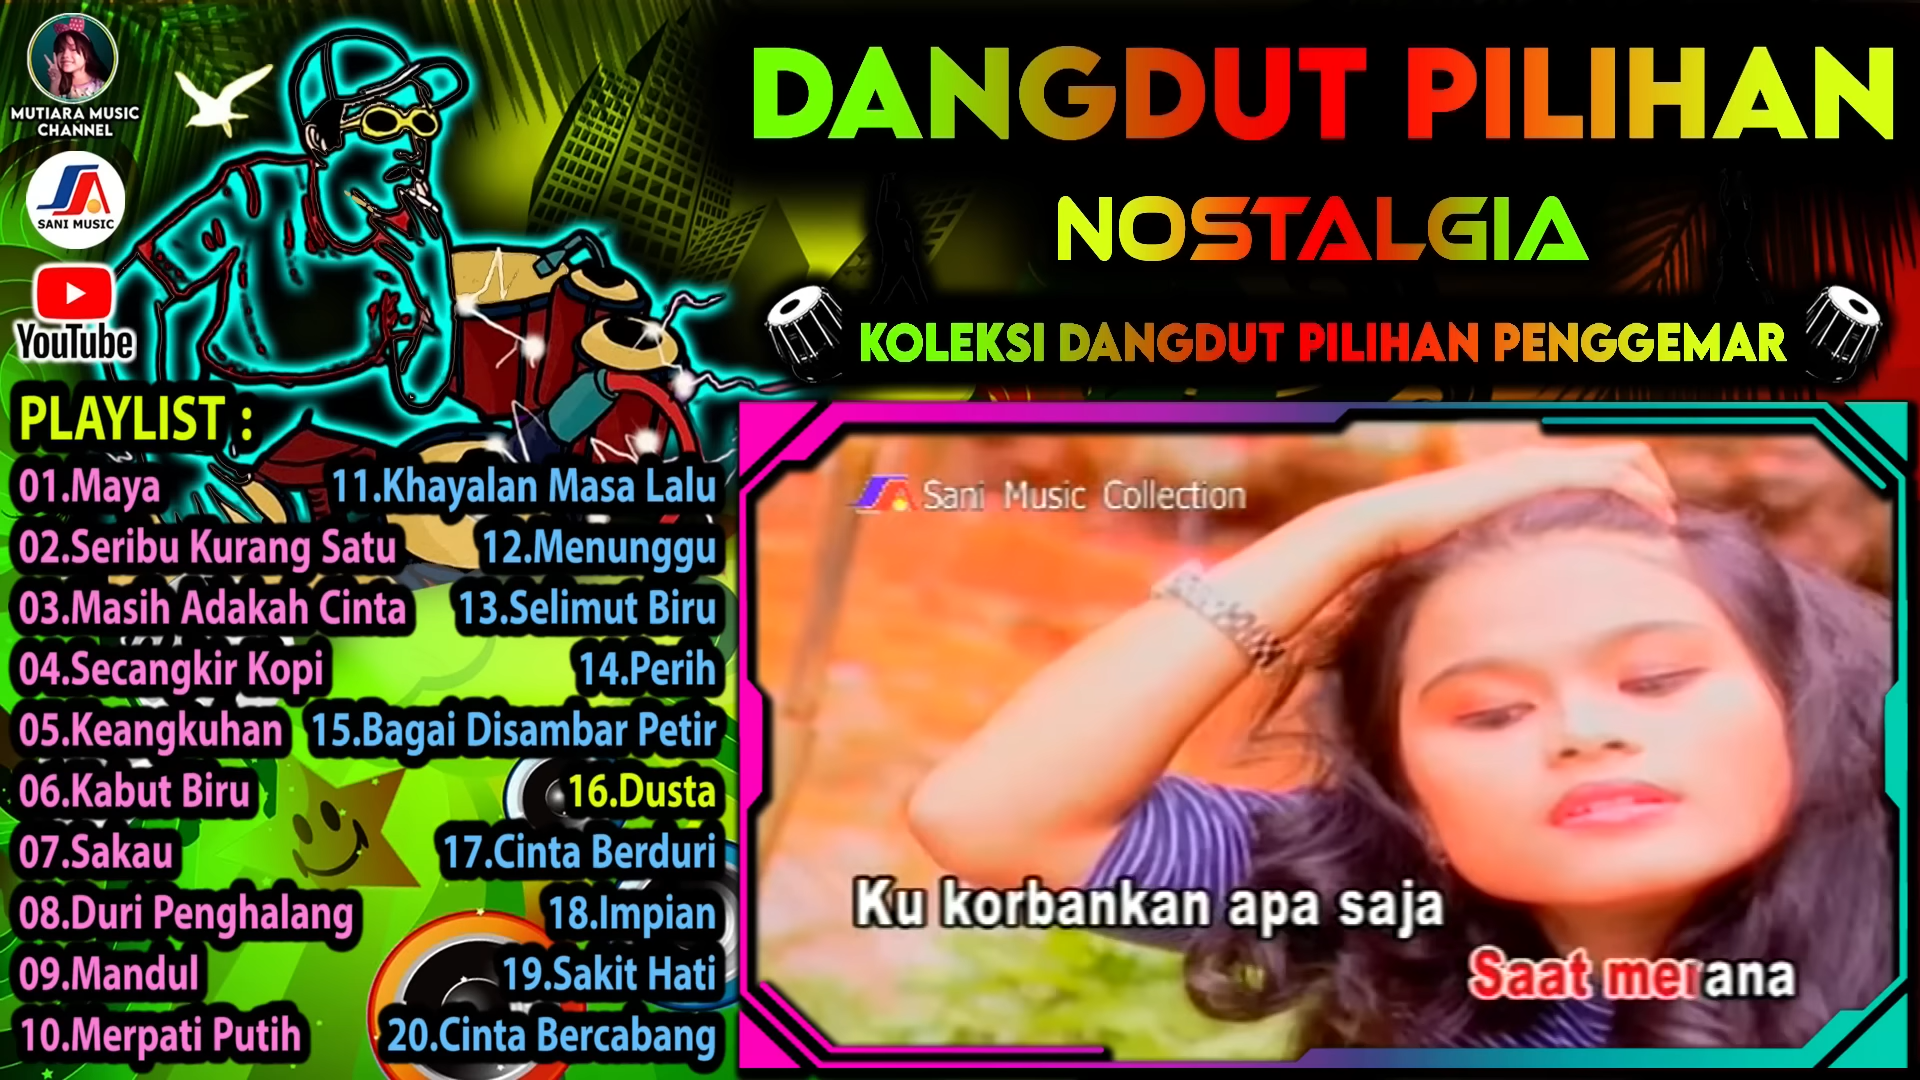 MUTIARA MUSIC
CHANNEL
SANI MUSIC
YouTube
DANGDUT PILIHAN
NOSTALGIA
KOLEKSI DANGDUT PILIHAN PENGGEMAR
PLAYLIST :
01.Maya
02.Seribu Kurang Satu
03.Masih Adakah Cinta
04.Secangkir Kopi
05.Keangkuhan
06.Kabut Biru
07.Sakau
08.Duri Penghalang
09.Mandul
10.Merpati Putih
11.Khayalan Masa Lalu
12.Menunggu
13.Selimut Biru
14.Perih
15.Bagai Disambar Petir
16.Dusta
17.Cinta Berduri
18.Impian
19.Sakit Hati
20.Cinta Bercabang
Sani Music Collection
Ku korbankan apa saja
Saat merana